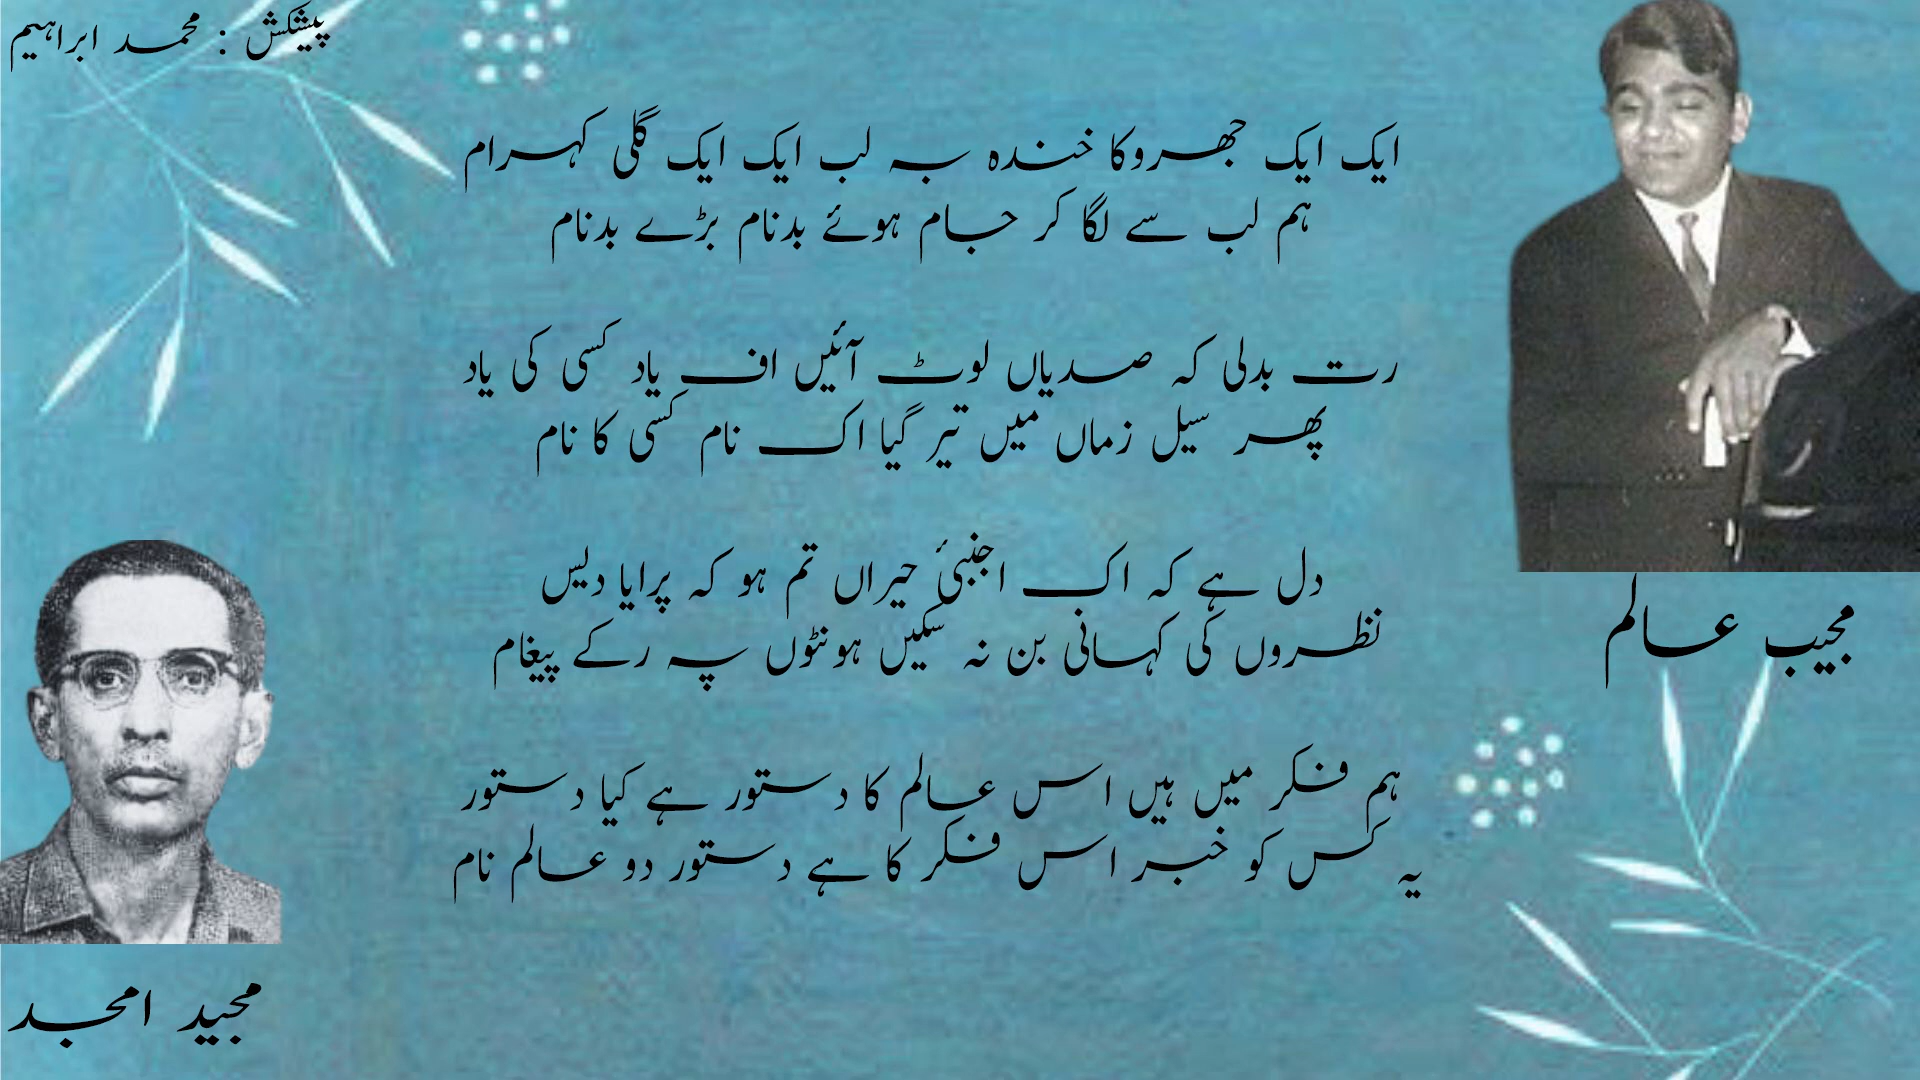 پیشکش : محمد ابراہیم
ایک ایک جھروکا خندہ بہ لب ایک ایک گلی کہرام
ہم لب سے لگا کر جام ہوئے بدنام بڑے بدنام
رت بدلی کہ صدیاں لوٹ آئیں اف یاد کسی کی یاد
پھر سیل زماں میں تیر گیا اک نام کسی کا نام
دل ہے کہ اک اجنبیٔ حیراں تم ہو کہ پرایا دیس
نظروں کی کہانی بن نہ سکیں ہونٹوں پہ رکے پیغام
ہم فکر میں ہیں اس عالم کا دستور ہے کیا دستور
یہ کس کو خبر اس فکر کا ہے دستور دو عالم نام
مجیب عالم
مجید امجد